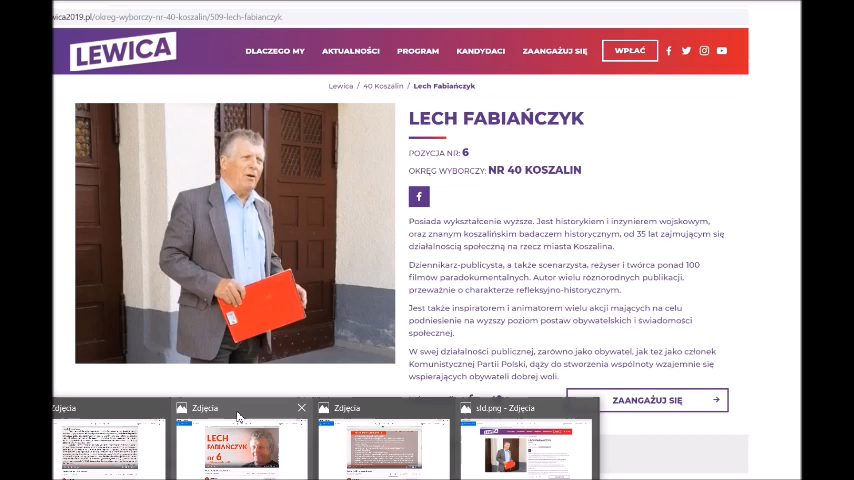 wica2019.pl/okreg-wyborczy-nr-40-koszalin/509-lech-fabianczyk
LEWICA
DLACZEGO MY AKTUALNOŚCI PROGRAM KANDYDACI ZAANGAŻUJ SIĘ WPŁAĆ
Lewica / 40 Koszalin / Lech Fabiańczyk
LECH FABIAŃCZYK
POZYCJA NR: 6
OKRĘG WYBORCZY: NR 40 KOSZALIN
Posiada wykształcenie wyższe. Jest historykiem i inżynierem wojskowym,
oraz znanym koszalińskim badaczem historycznym, od 35 lat zajmującym się
działalnością społeczną na rzecz miasta Koszalina.
Dziennikarz-publicysta, a także scenarzysta, reżyser i twórca ponad 100
filmów paradokumentalnych. Autor wielu róznorodnych publikacji,
przeważnie o charakterze refleksyjno-historycznym.
Jest także inspiratorem i animatorem wielu akcji mających na celu
podniesienie na wyzszy poziom postaw obywatelskich i świadomości
społecznej.
W swej działalności publicznej, zarówno jako obywatel, jak też jako członek
Komunistycznej Partii Polski, dąży do stworzenia wspólnoty wzajemnie się
wspierających obywateli dobrej woli.
ZAANGAŻUJ SIĘ
Zdjęcia Zdjęcia Zdjęcia sld.png - Zdjęcia
LECH
FABIAŃCZYK
nr 6